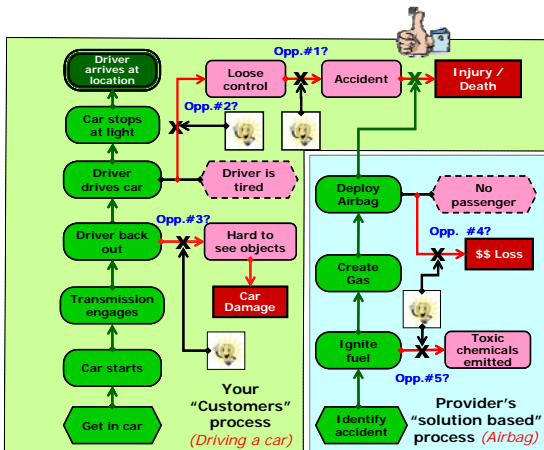 Driver
arrives at
location
Opp.#1?
Loose
control
Accident
Injury /
Death
Car stops
at light
Opp.#2?
Driver
drives car
Driver is
tired
Deploy
Airbag
No
passenger
Driver back
out
Opp.#3?
Hard to
see objects
Opp. #4?
$$ Loss
Create
Gas
Transmission
engages
Car
Damage
Ignite
fuel
Toxic
chemicals
emitted
Car starts
Opp.#5?
Get in car
Your
“Customers”
process
(Driving a car)
Identify
accident
Provider’s
“solution based”
process (Airbag)